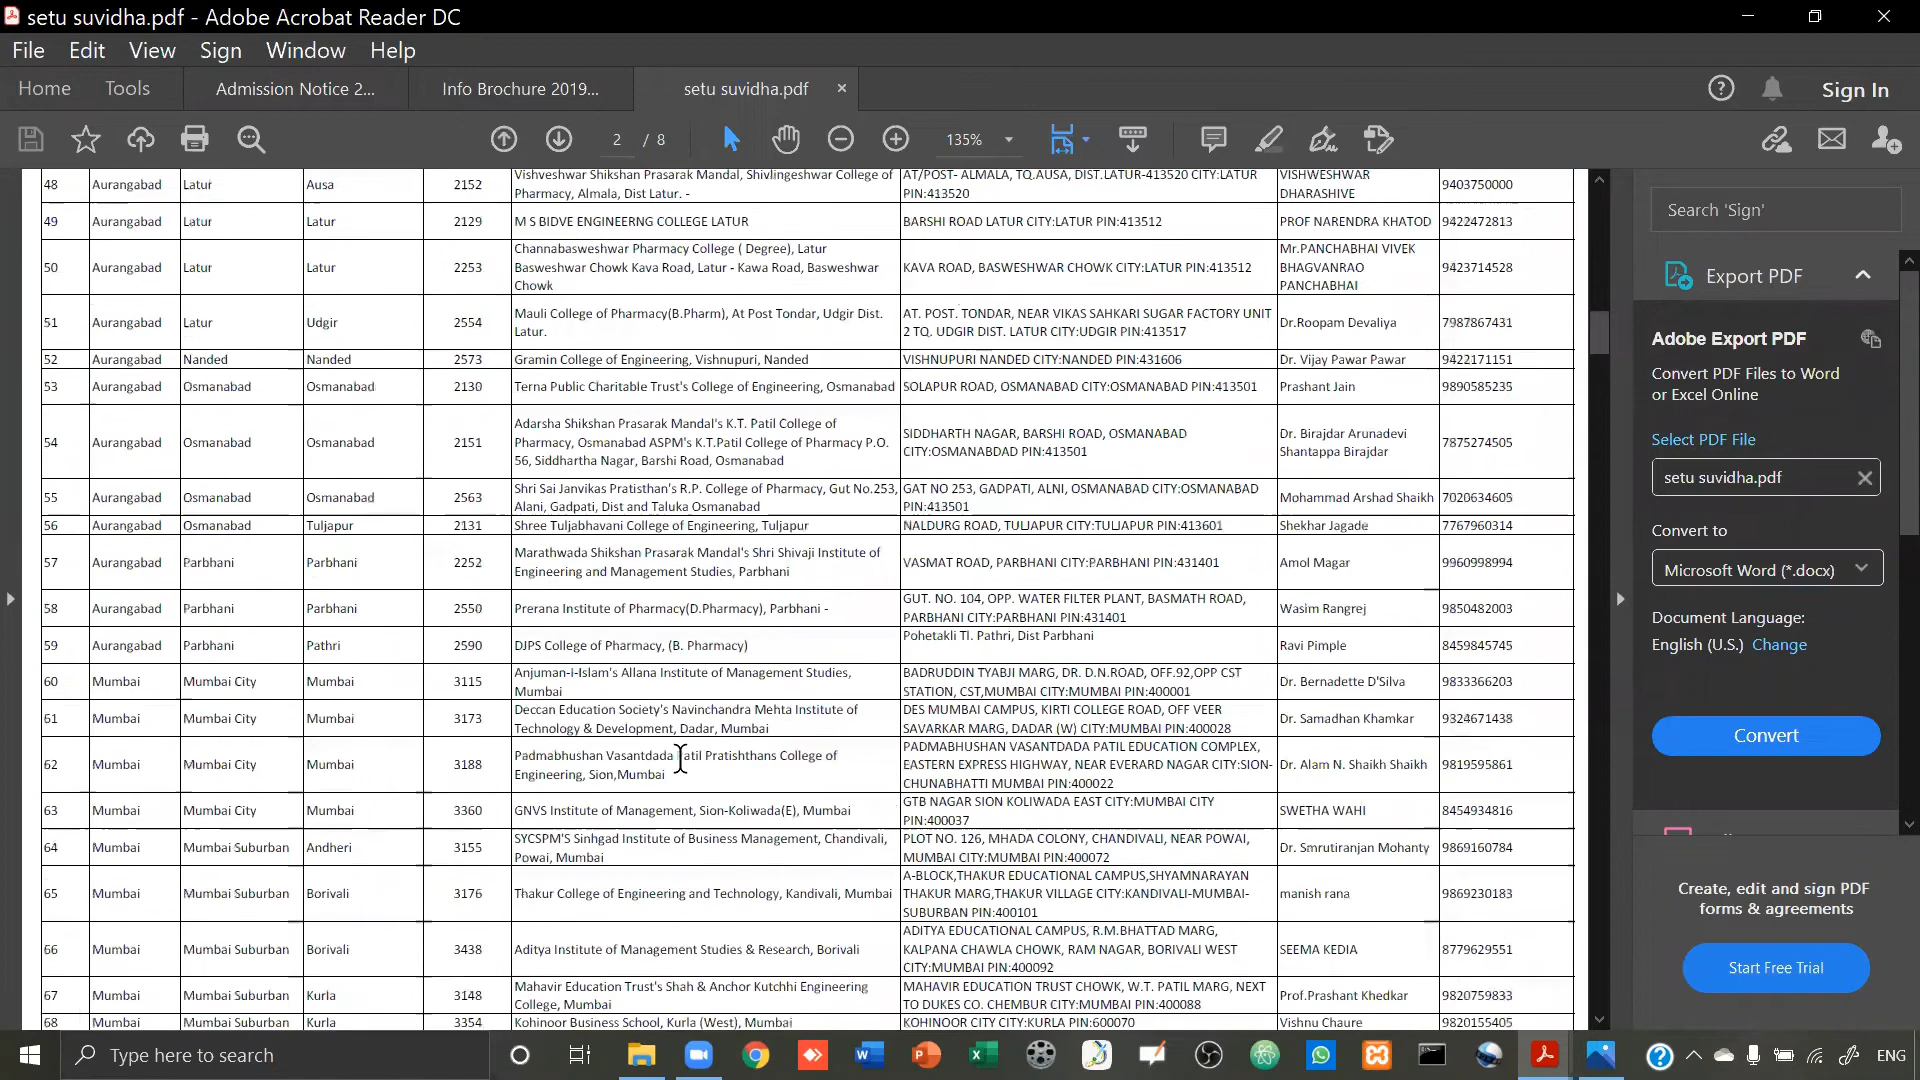 setu suvidha.pdf - Adobe Acrobat Reader DC
File Edit View Sign Window Help
Home Tools Admission Notice 2... Info Brochure 2019... setu suvidha.pdf × Sign In
2 / 8 135%
48 Aurangabad Latur Ausa 2152 Vishveshwar Shikshan Prasarak Mandal, Shivlingeshwar College of AT/POST- ALMALA, TQ.AUSA, DIST.LATUR-413520 CITY:LATUR VISHWESHWAR 9403750000
Pharmacy, Almala, Dist Latur. - PIN:413520 DHARASHIVE
49 Aurangabad Latur Latur 2129 M S BIDVE ENGINEERNG COLLEGE LATUR BARSHI ROAD LATUR CITY:LATUR PIN:413512 PROF NARENDRA KHATOD 9422472813
Channabasweshwar Pharmacy College ( Degree), Latur Mr.PANCHABHAI VIVEK
50 Aurangabad Latur Latur 2253 Basweshwar Chowk Kava Road, Latur - Kawa Road, Basweshwar KAVA ROAD, BASWESHWAR CHOWK CITY:LATUR PIN:413512 BHAGVANRAO 9423714528
Chowk PANCHABHAI
51 Aurangabad Latur Udgir 2554 Mauli College of Pharmacy(B.Pharm), At Post Tondar, Udgir Dist. AT. POST. TONDAR, NEAR VIKAS SAHKARI SUGAR FACTORY UNIT Dr.Roopam Devaliya 7987867431
Latur. 2 TQ. UDGIR DIST. LATUR CITY:UDGIR PIN:413517
52 Aurangabad Nanded Nanded 2573 Gramin College of Engineering, Vishnupuri, Nanded VISHNUPURI NANDED CITY:NANDED PIN:431606 Dr. Vijay Pawar Pawar 9422171151
53 Aurangabad Osmanabad Osmanabad 2130 Terna Public Charitable Trust's College of Engineering, Osmanabad SOLAPUR ROAD, OSMANABAD CITY:OSMANABAD PIN:413501 Prashant Jain 9890585235
Adarsha Shikshan Prasarak Mandal's K.T. Patil College of
54 Aurangabad Osmanabad Osmanabad 2151 Pharmacy, Osmanabad ASPM's K.T.Patil College of Pharmacy P.O. SIDDHARTH NAGAR, BARSHI ROAD, OSMANABAD Dr. Birajdar Arunadevi 7875274505
56, Siddhartha Nagar, Barshi Road, Osmanabad CITY:OSMANABDAD PIN:413501 Shantappa Birajdar
55 Aurangabad Osmanabad Osmanabad 2563 Shri Sai Janvikas Pratisthan's R.P. College of Pharmacy, Gut No.253, GAT NO 253, GADPATI, ALNI, OSMANABAD CITY:OSMANABAD Mohammad Arshad Shaikh 7020634605
Alani, Gadpati, Dist and Taluka Osmanabad PIN:413501
56 Aurangabad Osmanabad Tuljapur 2131 Shree Tuljabhavani College of Engineering, Tuljapur NALDURG ROAD, TULJAPUR CITY:TULJAPUR PIN:413601 Shekhar Jagade 7767960314
57 Aurangabad Parbhani Parbhani 2252 Marathwada Shikshan Prasarak Mandal's Shri Shivaji Institute of VASMAT ROAD, PARBHANI CITY:PARBHANI PIN:431401 Amol Magar 9960998994
Engineering and Management Studies, Parbhani
58 Aurangabad Parbhani Parbhani 2550 Prerana Institute of Pharmacy(D.Pharmacy), Parbhani - GUT. NO. 104, OPP. WATER FILTER PLANT, BASMATH ROAD, Wasim Rangrej 9850482003
PARBHANI CITY:PARBHANI PIN:431401
59 Aurangabad Parbhani Pathri 2590 DJPS College of Pharmacy, (B. Pharmacy) Pohetakli Tl. Pathri, Dist Parbhani Ravi Pimple 8459845745
60 Mumbai Mumbai City Mumbai 3115 Anjuman-I-Islam's Allana Institute of Management Studies, BADRUDDIN TYABJI MARG, DR. D.N.ROAD, OFF.92,OPP CST Dr. Bernadette D'Silva 9833366203
Mumbai STATION, CST,MUMBAI CITY:MUMBAI PIN:400001
61 Mumbai Mumbai City Mumbai 3173 Deccan Education Society's Navinchandra Mehta Institute of DES MUMBAI CAMPUS, KIRTI COLLEGE ROAD, OFF VEER Dr. Samadhan Khamkar 9324671438
Technology & Development, Dadar, Mumbai SAVARKAR MARG, DADAR (W) CITY:MUMBAI PIN:400028
62 Mumbai Mumbai City Mumbai 3188 Padmabhushan Vasantdada Patil Pratishthans College of PADMABHUSHAN VASANTDADA PATIL EDUCATION COMPLEX, Dr. Alam N. Shaikh Shaikh 9819595861
Engineering, Sion,Mumbai EASTERN EXPRESS HIGHWAY, NEAR EVERARD NAGAR CITY:SION-
CHUNABHATTI MUMBAI PIN:400022
63 Mumbai Mumbai City Mumbai 3360 GNVS Institute of Management, Sion-Koliwada(E), Mumbai GTB NAGAR SION KOLIWADA EAST CITY:MUMBAI CITY SWETHA WAHI 8454934816
PIN:400037
64 Mumbai Mumbai Suburban Andheri 3155 SYCSPM'S Sinhgad Institute of Business Management, Chandivali, PLOT NO. 126, MHADA COLONY, CHANDIVALI, NEAR POWAI, Dr. Smrutiranjan Mohanty 9869160784
Powai, Mumbai MUMBAI CITY:MUMBAI PIN:400072
65 Mumbai Mumbai Suburban Borivali 3176 Thakur College of Engineering and Technology, Kandivali, Mumbai A-BLOCK,THAKUR EDUCATIONAL CAMPUS,SHYAMNARAYAN manish rana 9869230183
THAKUR MARG,THAKUR VILLAGE CITY:KANDIVALI-MUMBAI-
SUBURBAN PIN:400101
66 Mumbai Mumbai Suburban Borivali 3438 Aditya Institute of Management Studies & Research, Borivali ADITYA EDUCATIONAL CAMPUS, R.M.BHATTAD MARG, SEEMA KEDIA 8779629551
KALPANA CHAWLA CHOWK, RAM NAGAR, BORIVALI WEST
CITY:MUMBAI PIN:400092
67 Mumbai Mumbai Suburban Kurla 3148 Mahavir Education Trust's Shah & Anchor Kutchhi Engineering MAHAVIR EDUCATION TRUST CHOWK, W.T. PATIL MARG, NEXT Prof.Prashant Khedkar 9820759833
College, Mumbai TO DUKES CO. CHEMBUR CITY:MUMBAI PIN:400088
68 Mumbai Mumbai Suburban Kurla 3354 Kohinoor Business School, Kurla (West), Mumbai KOHINOOR CITY CITY:KURLA PIN:600070 Vishnu Chaure 9820155405
Search 'Sign'
Export PDF
Adobe Export PDF
Convert PDF Files to Word
or Excel Online
Select PDF File
setu suvidha.pdf
Convert to
Microsoft Word (*.docx)
Document Language:
English (U.S.) Change
Convert
Create, edit and sign PDF
forms & agreements
Start Free Trial
Type here to search
ENG